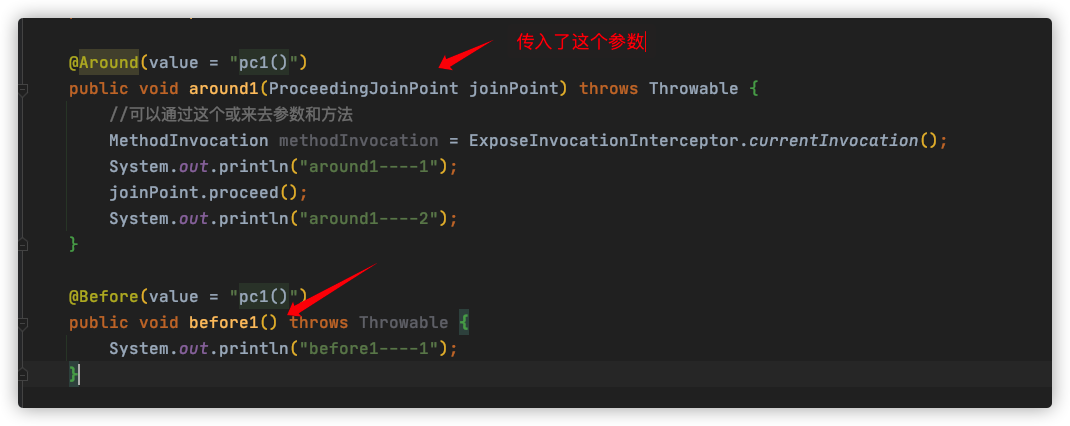 传入了这个参数
@Around(value = "pc1()")
public void around1(ProceedingJoinPoint joinPoint) throws Throwable {
//可以通过这个或来去参数和方法
MethodInvocation methodInvocation = ExposeInvocationInterceptor.currentInvocation();
System.out.println("around1----1");
joinPoint.proceed();
System.out.println("around1----2");
}
@Before(value = "pc1()")
public void before1() throws Throwable {
System.out.println("before1----1");
}